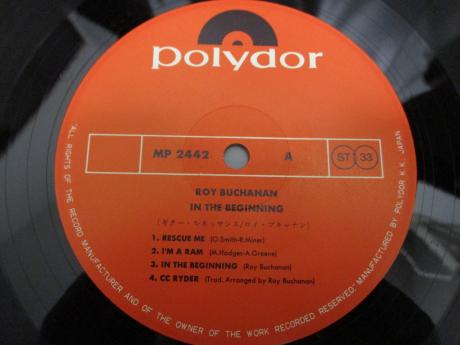 polydor
MP 2442 A ST 33
ROY BUCHANAN
IN THE BEGINNING
(ギター・ルネッサンス/ロイ・ブキャナン)
1. RESCUE ME (O.Smith-R.Miner)
2. I'M A RAM (M.Hodges-A.Greene)
3. IN THE BEGINNING (Roy Buchanan)
4. CC RYDER (Trad. Arranged by Roy Buchanan)
"ALL RIGHTS OF THE RECORD MANUFACTURER AND OF THE OWNER OF THE WORK RECORDED RESERVED" MANUFACTURED BY POLYDOR K.K. JAPAN